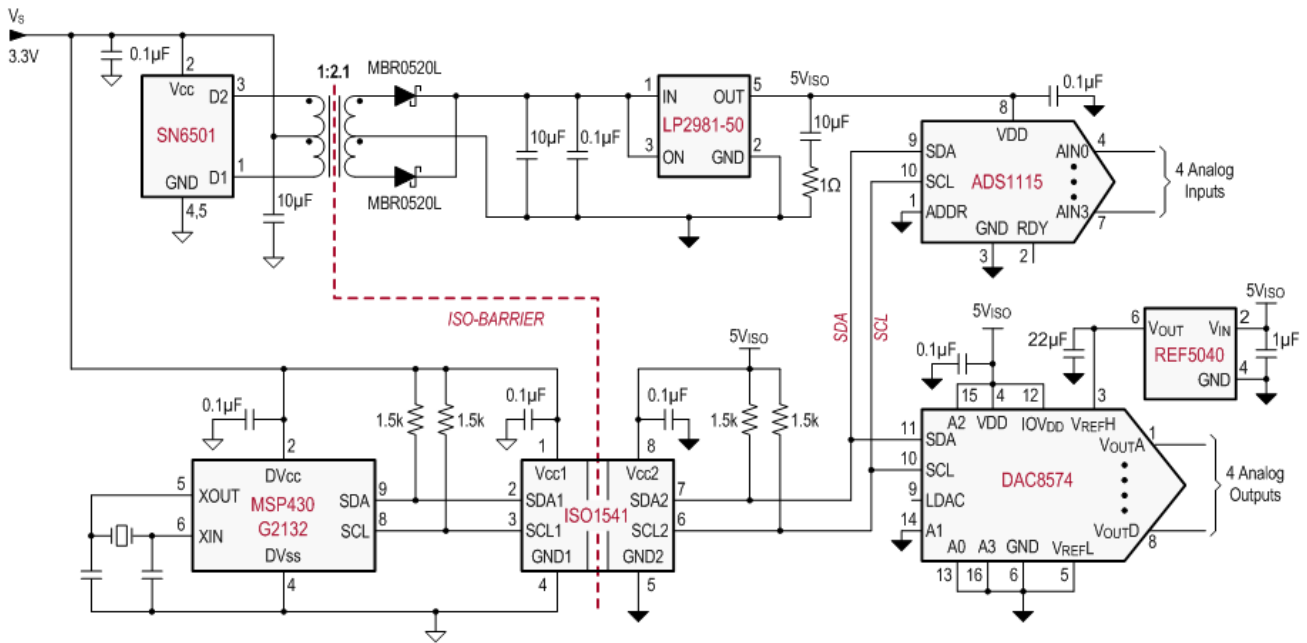 VS
3.3V
0.1µF
2
Vcc
3
D2
SN6501
1
D1
GND
4,5
10µF
1:2.1
MBR0520L
MBR0520L
10µF
0.1µF
1
IN
OUT
5
LP2981-50
3
ON
GND
2
5VISO
10µF
1Ω
0.1µF
8
VDD
9
SDA
AIN0
4
10
SCL
ADS1115
1
ADDR
AIN3
7
GND
RDY
3
2
4 Analog
Inputs
ISO-BARRIER
SDA
SCL
5VISO
0.1µF
15
4
12
3
A2
VDD
IOVDD
VREFH
22µF
6
VOUT
VIN
2
5VISO
REF5040
1µF
GND
4
11
SDA
VOUTA
1
10
SCL
DAC8574
9
LDAC
14
A1
VOUTD
8
A0
A3
GND
VREFL
13
16
6
5
4 Analog
Outputs
0.1µF
2
DVcc
5
XOUT
MSP430
G2132
SDA
9
6
XIN
SCL
8
DVss
4
1.5k
1.5k
0.1µF
1
Vcc1
2
SDA1
3
SCL1
GND1
4
ISO1541
5VISO
0.1µF
8
Vcc2
SDA2
7
SCL2
6
GND2
5
1.5k
1.5k